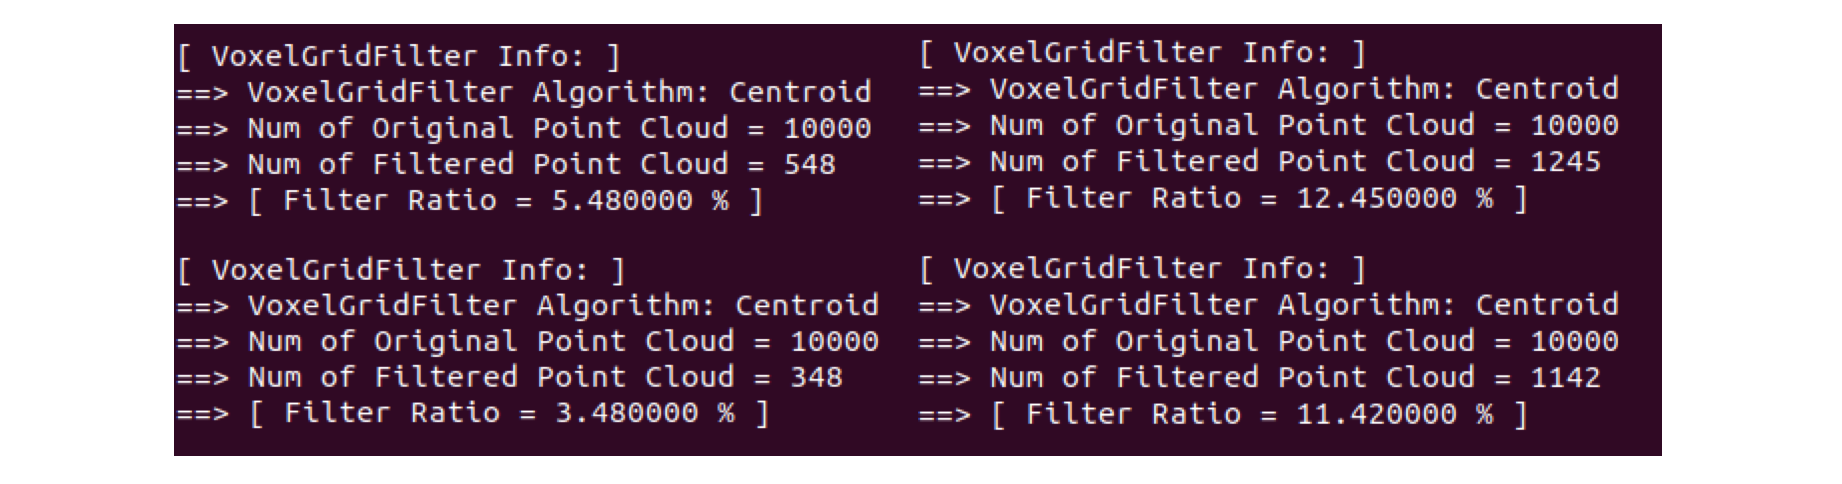 [ VoxelGridFilter Info: ]
==> VoxelGridFilter Algorithm: Centroid
==> Num of Original Point Cloud = 10000
==> Num of Filtered Point Cloud = 548
==> [ Filter Ratio = 5.480000 % ]
[ VoxelGridFilter Info: ]
==> VoxelGridFilter Algorithm: Centroid
==> Num of Original Point Cloud = 10000
==> Num of Filtered Point Cloud = 1245
==> [ Filter Ratio = 12.450000 % ]
[ VoxelGridFilter Info: ]
==> VoxelGridFilter Algorithm: Centroid
==> Num of Original Point Cloud = 10000
==> Num of Filtered Point Cloud = 348
==> [ Filter Ratio = 3.480000 % ]
[ VoxelGridFilter Info: ]
==> VoxelGridFilter Algorithm: Centroid
==> Num of Original Point Cloud = 10000
==> Num of Filtered Point Cloud = 1142
==> [ Filter Ratio = 11.420000 % ]